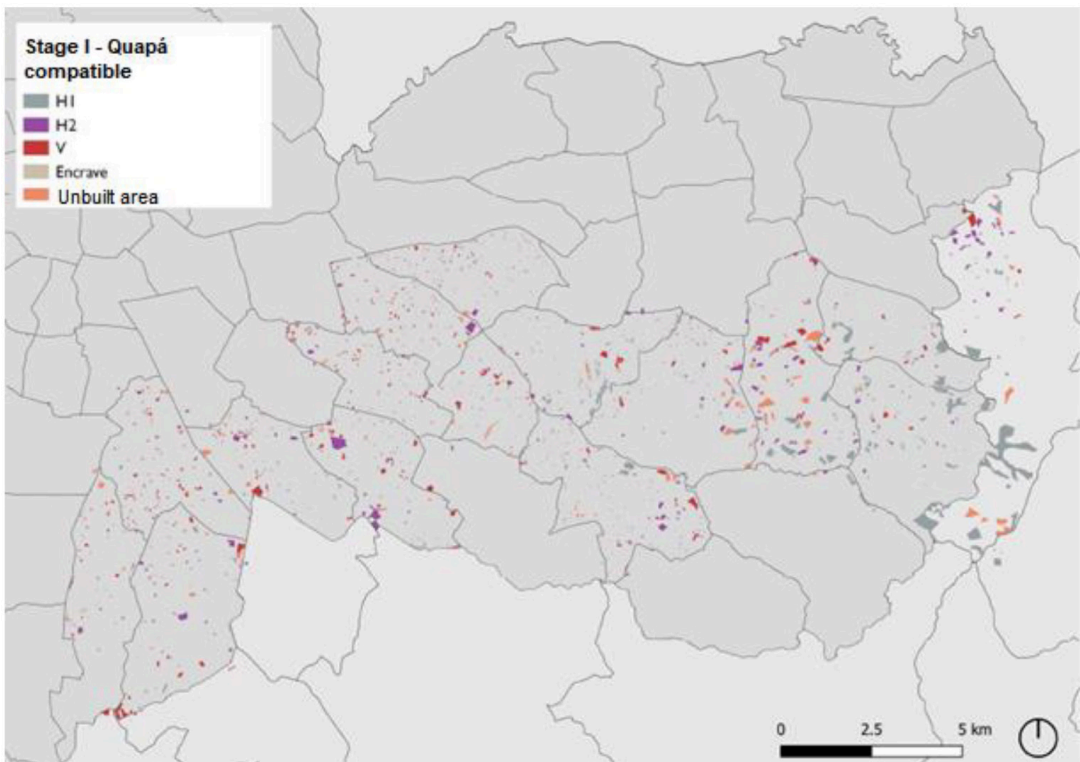 Stage I - Quapá
compatible
H1
H2
V
Encrave
Unbuilt area
0 2.5 5 km